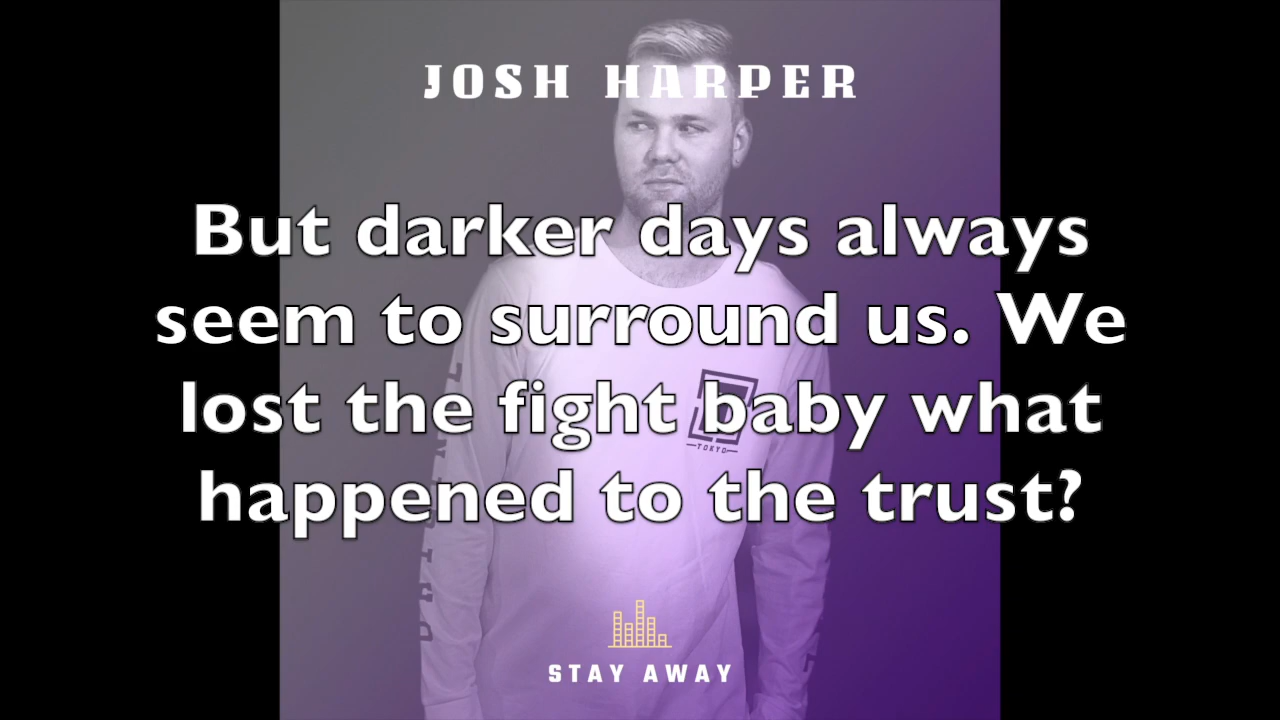 JOSH HARPER
But darker days always
seem to surround us. We
lost the fight baby what
happened to the trust?
TOKYO
STAY AWAY